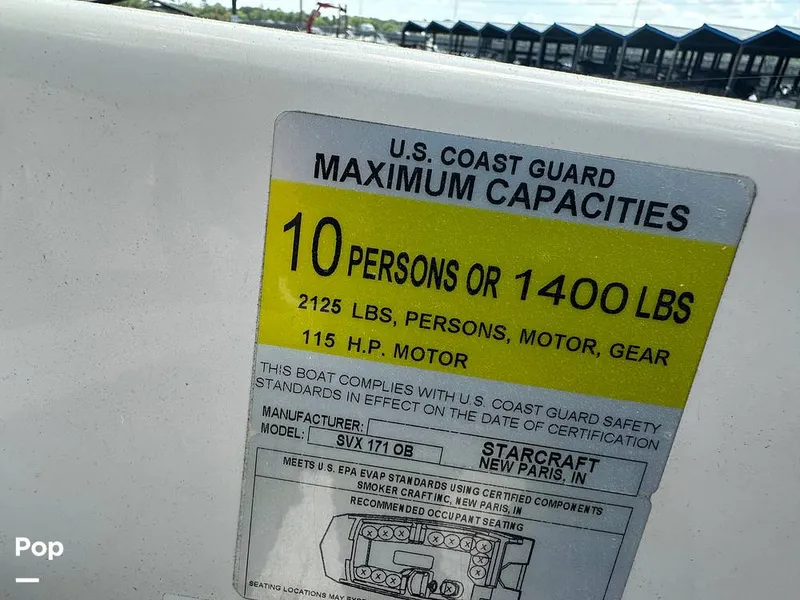 U.S. COAST GUARD
MAXIMUM CAPACITIES
10 PERSONS OR 1400 LBS
2125 LBS, PERSONS, MOTOR, GEAR
115 H.P. MOTOR
THIS BOAT COMPLIES WITH U.S. COAST GUARD SAFETY
STANDARDS IN EFFECT ON THE DATE OF CERTIFICATION
MANUFACTURER: STARCRAFT
MODEL: SVX 171 OB NEW PARIS, IN
MEETS U.S. EPA EVAP STANDARDS USING CERTIFIED COMPONENTS
SMOKER CRAFT INC, NEW PARIS, IN
RECOMMENDED OCCUPANT SEATING
SEATING LOCATIONS MAY
Pop